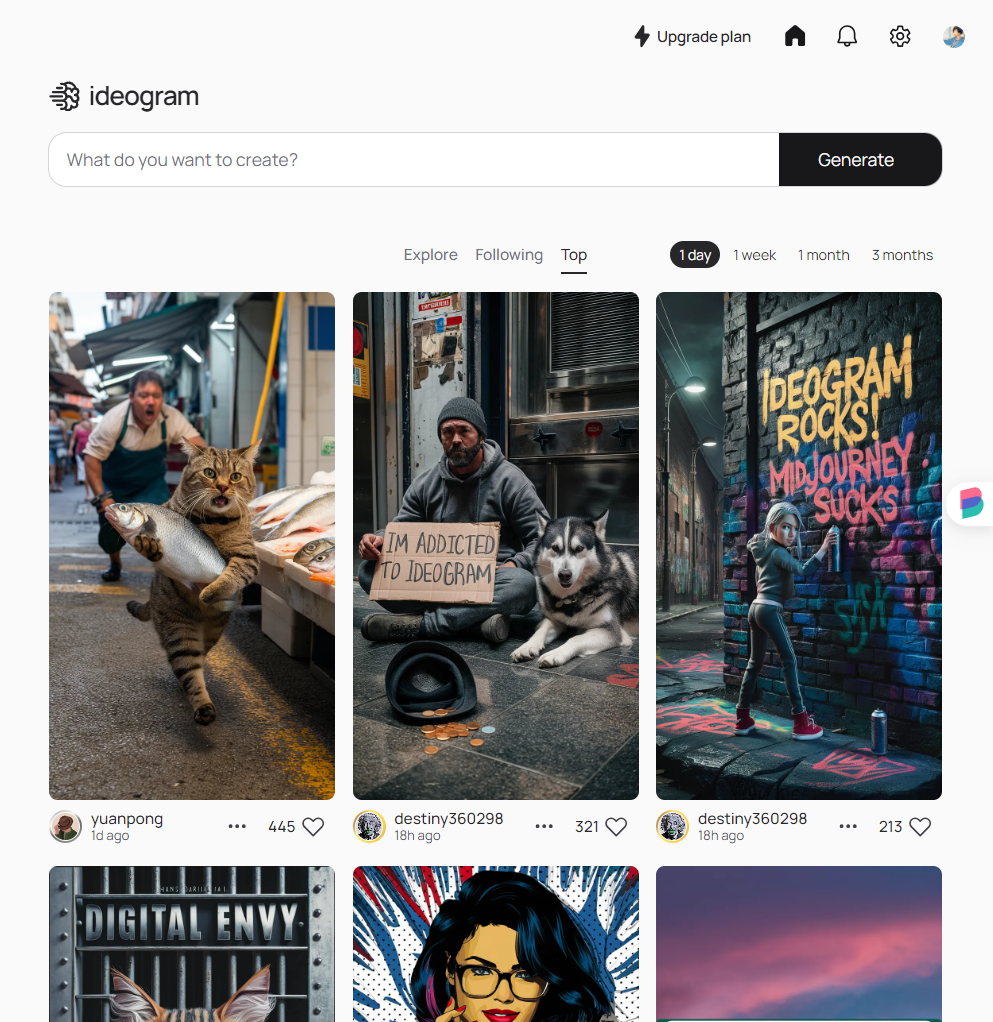 Upgrade plan
ideogram
What do you want to create?
Generate
Explore Following Top
1 day 1 week 1 month 3 months
IM ADDICTED
TO IDEOGRAM
IDEOGRAM
ROCKS!
MIDJOURNEY
SUCKS!
yuanpong
1d ago
445
destiny360298
18h ago
321
destiny360298
18h ago
213
DIGITAL ENVY